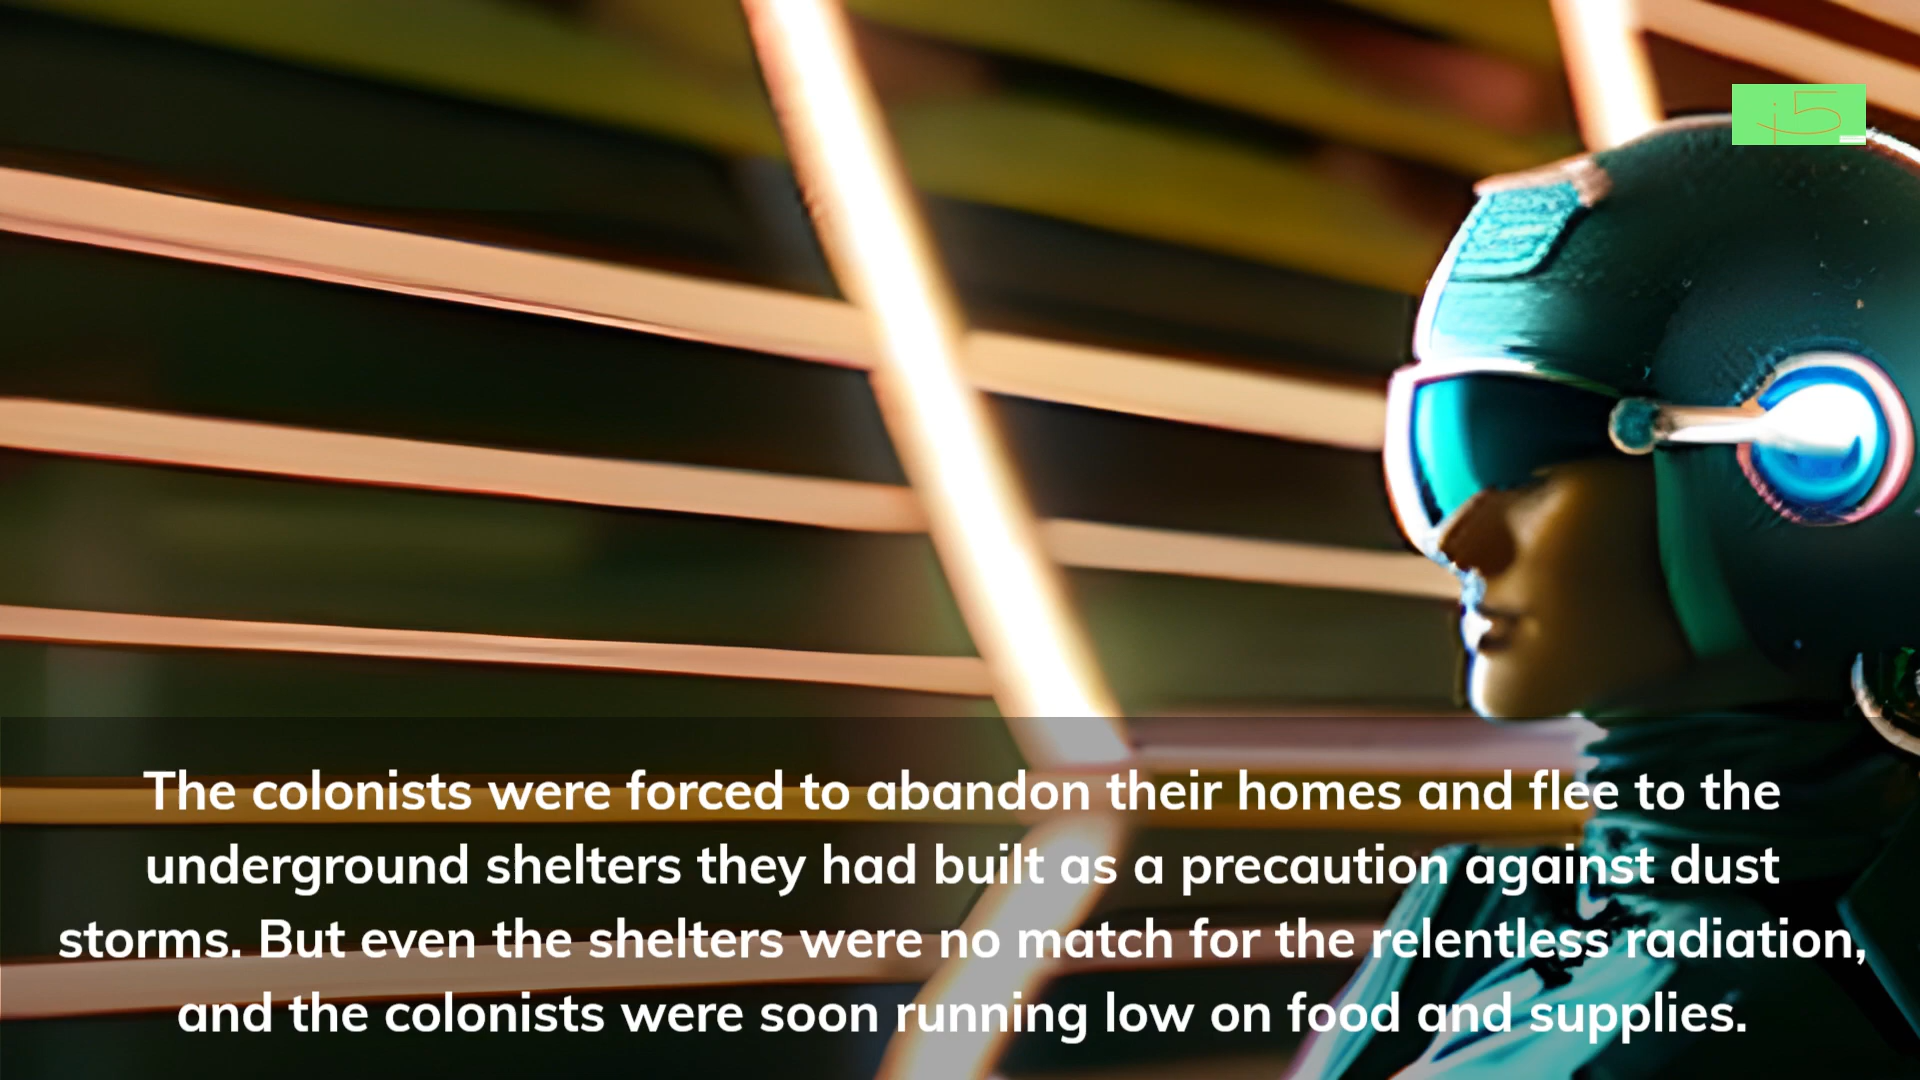 i5
The colonists were forced to abandon their homes and flee to the
underground shelters they had built as a precaution against dust
storms. But even the shelters were no match for the relentless radiation,
and the colonists were soon running low on food and supplies.